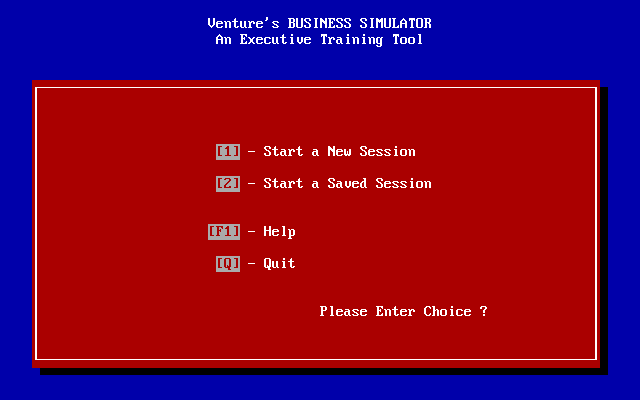 Venture's BUSINESS SIMULATOR
An Executive Training Tool
[1] - Start a New Session
[2] - Start a Saved Session
[F1] - Help
[Q] - Quit
Please Enter Choice ?